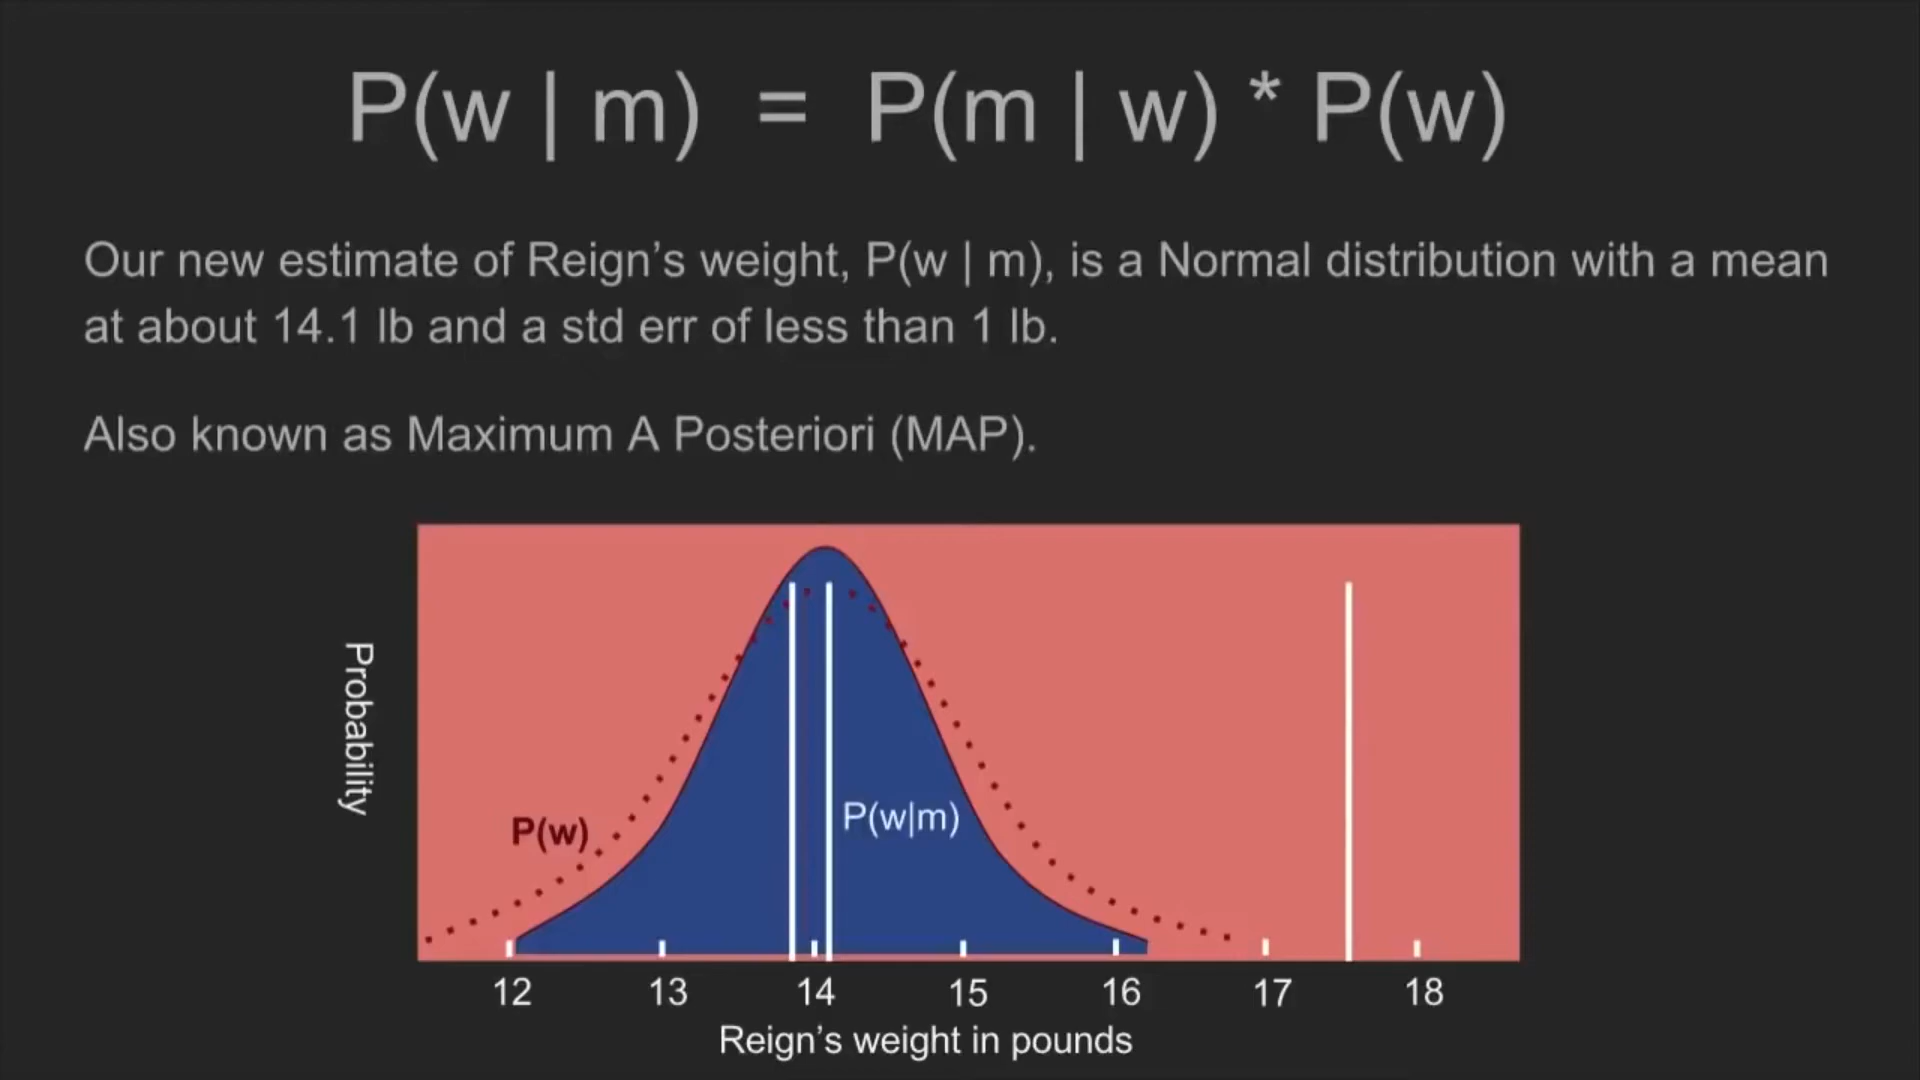 P(w | m) = P(m | w) * P(w)
Our new estimate of Reign’s weight, P(w | m), is a Normal distribution with a mean
at about 14.1 lb and a std err of less than 1 lb.
Also known as Maximum A Posteriori (MAP).
Probability
P(w)
P(w|m)
12 13 14 15 16 17 18
Reign’s weight in pounds